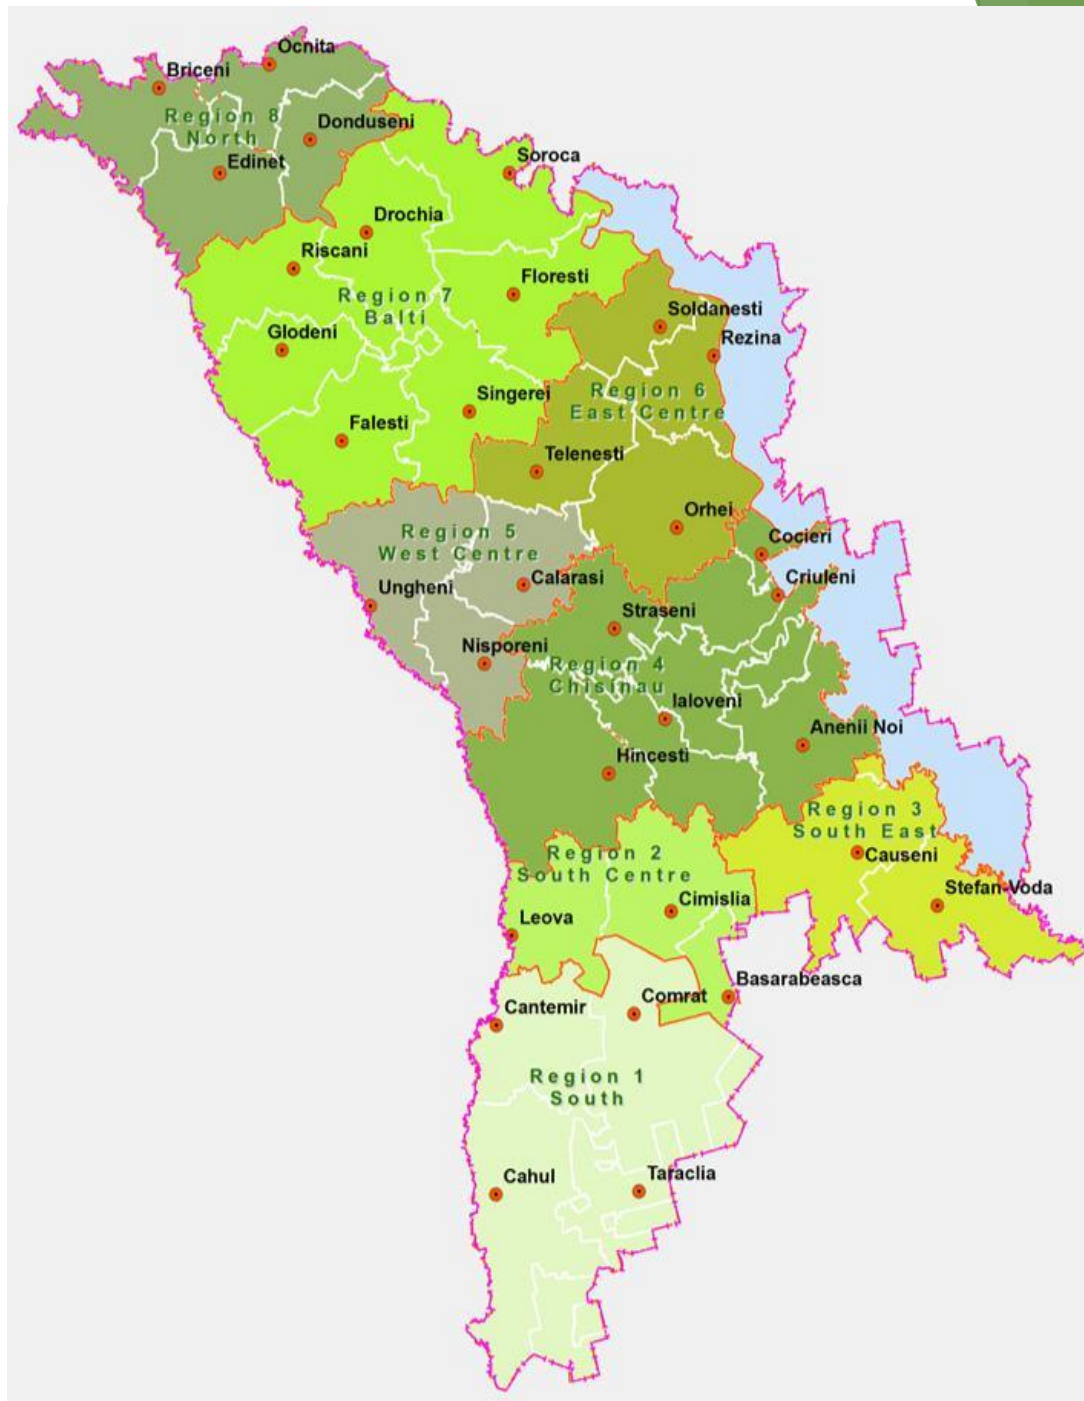 Ocnita
Briceni
Region 8
North
Donduseni
Edinet
Soroca
Drochia
Riscani
Floresti
Region 7
Balti
Soldanesti
Glodeni
Rezina
Region 6
East Centre
Singerei
Falesti
Telenesti
Orhei
Region 5
West Centre
Cocieri
Calarasi
Criuleni
Ungheni
Straseni
Nisporeni
Region 4
Chisinau
Ialoveni
Anenii Noi
Hincesti
Region 3
South East
Region 2
South Centre
Causeni
Stefan-Voda
Cimislia
Leova
Basarabeasca
Comrat
Cantemir
Region 1
South
Cahul
Taraclia